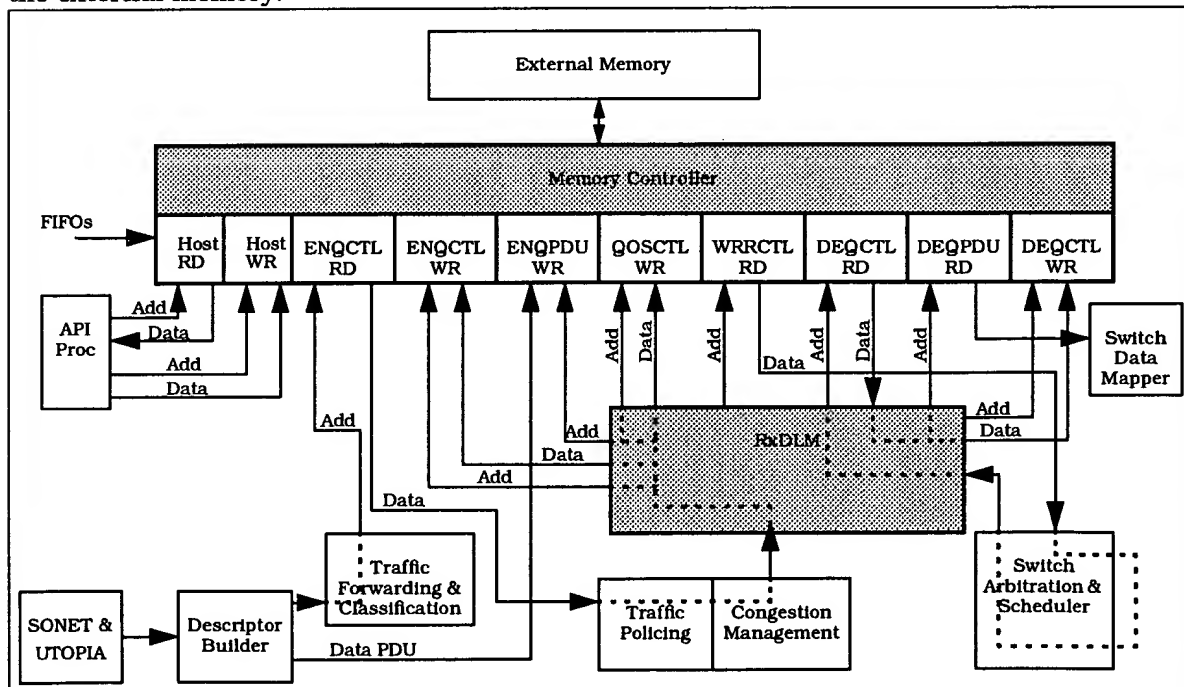 the external memory.
External Memory
Memory Controller
FIFOs
Host RD
Host WR
ENQCTL RD
ENQCTL WR
ENQPDU WR
QOSCTL WR
WRRCTL RD
DEQCTL RD
DEQPDU RD
DEQCTL WR
API Proc
Add
Data
Add
Data
Add
Data
Add
Data
Add
Add
Data
Add
Data
Add
Data
Add
Add
Data
Switch
Data
Mapper
RxDLM
Data
Traffic
Forwarding &
Classification
SONET &
UTOPIA
Descriptor
Builder
Data PDU
Traffic
Policing
Congestion
Management
Switch
Arbitration &
Scheduler